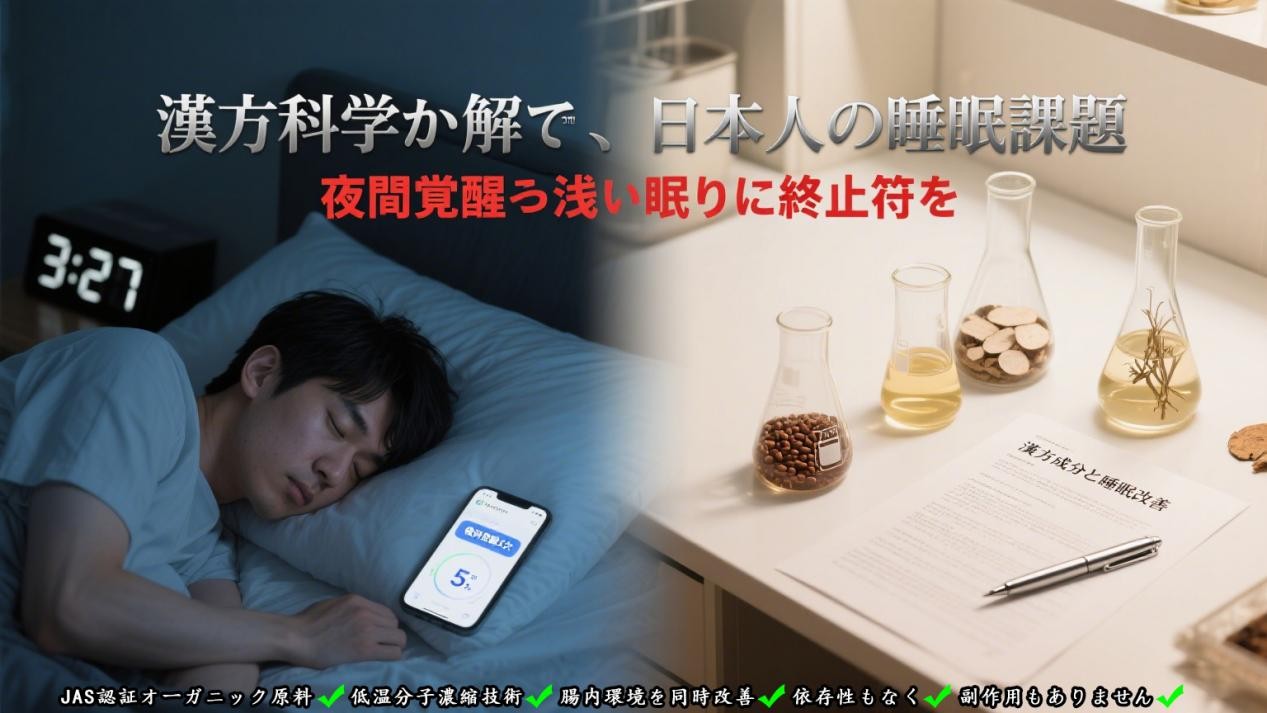 漢方科学か解て、日本人の睡眠課題
夜間覚醒う浅い眠りに終止符を
3:27
5
漢方成分と睡眠改善
JAS認証オーガニック原料✔低温分子濃縮技術✔腸内環境を同時改善✔依存性もなく✔副作用もありません✔